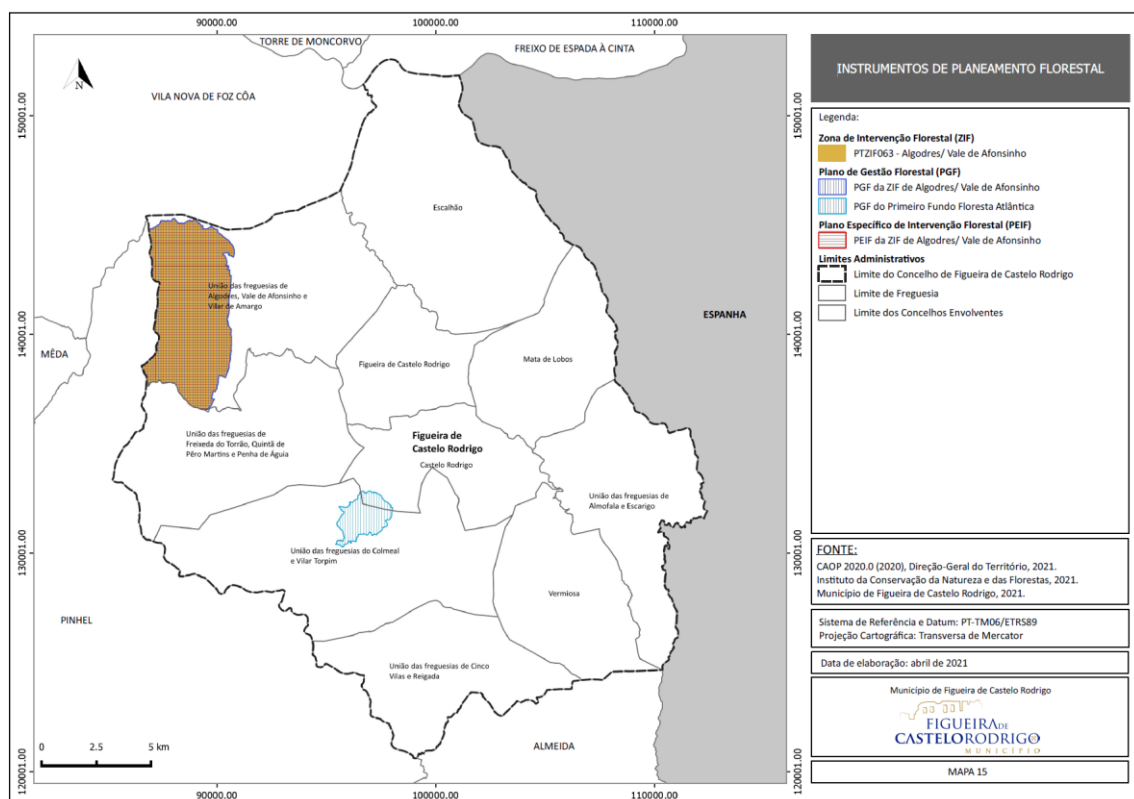 90000.00
100000.00
110000.00
TORRE DE MONCORVO
FREIXO DE ESPADA À CINTA
N
VILA NOVA DE FOZ CÔA
150001.00
150001.00
Escalhão
União das freguesias de
Algodres, Vale de Afonsinho e
Vilar de Amargo
ESPANHA
140001.00
140001.00
MÊDA
Figueira de Castelo Rodrigo
Mata de Lobos
União das freguesias de
Freixeda do Torrão, Quintã de
Pêro Martins e Penha de Águia
Figueira de
Castelo Rodrigo
Castelo Rodrigo
União das freguesias de
Almofala e Escarigo
União das freguesias do Colmeal
e Vilar Torpim
130001.00
130001.00
Vermiosa
PINHEL
União das freguesias de Cinco
Vilas e Reigada
0 2.5 5 km
ALMEIDA
120001.00
120001.00
90000.00
100000.00
110000.00
INSTRUMENTOS DE PLANEAMENTO FLORESTAL
Legenda:
Zona de Intervenção Florestal (ZIF)
PTZIF063 - Algodres/ Vale de Afonsinho
Plano de Gestão Florestal (PGF)
PGF da ZIF de Algodres/ Vale de Afonsinho
PGF do Primeiro Fundo Floresta Atlântica
Plano Específico de Intervenção Florestal (PEIF)
PEIF da ZIF de Algodres/ Vale de Afonsinho
Limites Administrativos
Limite do Concelho de Figueira de Castelo Rodrigo
Limite de Freguesia
Limite dos Concelhos Envolventes
FONTE:
CAOP 2020.0 (2020), Direção-Geral do Território, 2021.
Instituto da Conservação da Natureza e das Florestas, 2021.
Município de Figueira de Castelo Rodrigo, 2021.
Sistema de Referência e Datum: PT-TM06/ETRS89
Projeção Cartográfica: Transversa de Mercator
Data de elaboração: abril de 2021
Município de Figueira de Castelo Rodrigo
FIGUEIRA DE
CASTELO RODRIGO
MUNICÍPIO
MAPA 15